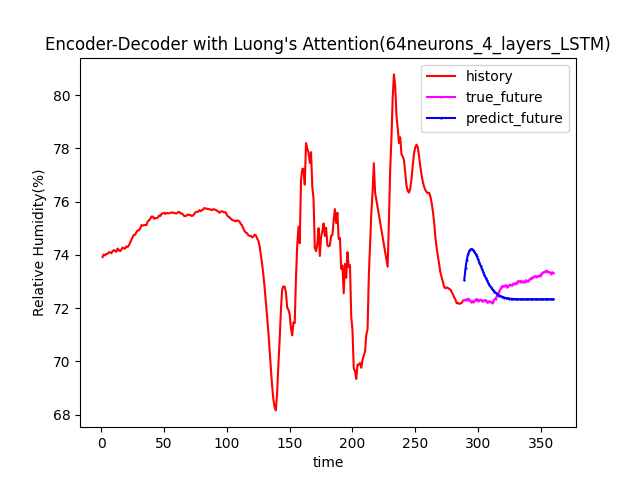 Encoder-Decoder with Luong's Attention(64neurons_4_layers_LSTM)
history
true_future
predict_future
Relative Humidity(%)
80
78
76
74
72
70
68
0 50 100 150 200 250 300 350
time